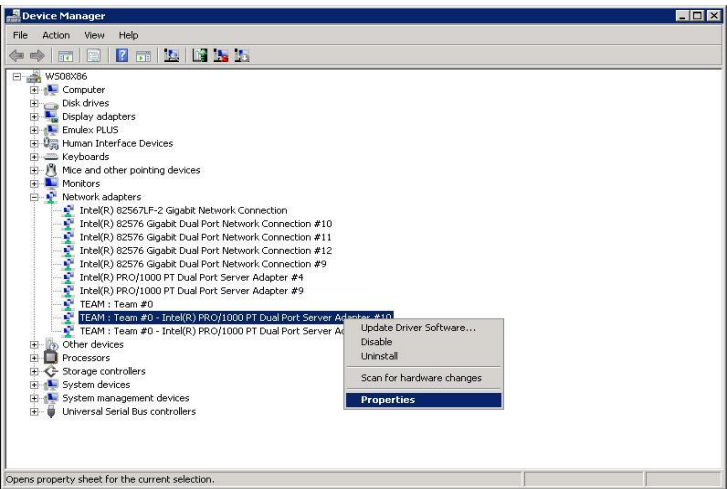 Device Manager
File Action View Help
WS08X86
Computer
Disk drives
Display adapters
Emulex PLUS
Human Interface Devices
Keyboards
Mice and other pointing devices
Monitors
Network adapters
Intel(R) 82567LF-2 Gigabit Network Connection
Intel(R) 82576 Gigabit Dual Port Network Connection #10
Intel(R) 82576 Gigabit Dual Port Network Connection #11
Intel(R) 82576 Gigabit Dual Port Network Connection #12
Intel(R) 82576 Gigabit Dual Port Network Connection #9
Intel(R) PRO/1000 PT Dual Port Server Adapter #4
Intel(R) PRO/1000 PT Dual Port Server Adapter #9
TEAM : Team #0
TEAM : Team #0 - Intel(R) PRO/1000 PT Dual Port Server Adapter #10
TEAM : Team #0 - Intel(R) PRO/1000 PT Dual Port Server
Other devices
Processors
Storage controllers
System devices
System management devices
Universal Serial Bus controllers
Update Driver Software...
Disable
Uninstall
Scan for hardware changes
Properties
Opens property sheet for the current selection.